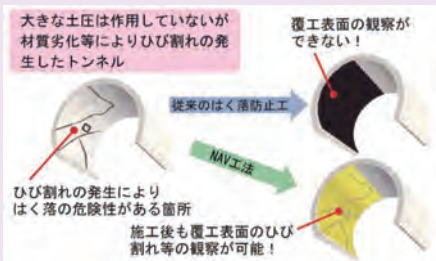 大きな土圧は作用していないが
材質劣化等によりひび割れの発
生したトンネル
覆工表面の観察が
できない！
従来のはく落防止工
NAV工法
ひび割れの発生により
はく落の危険性がある箇所
施工後も覆工表面のひび
割れ等の観察が可能！